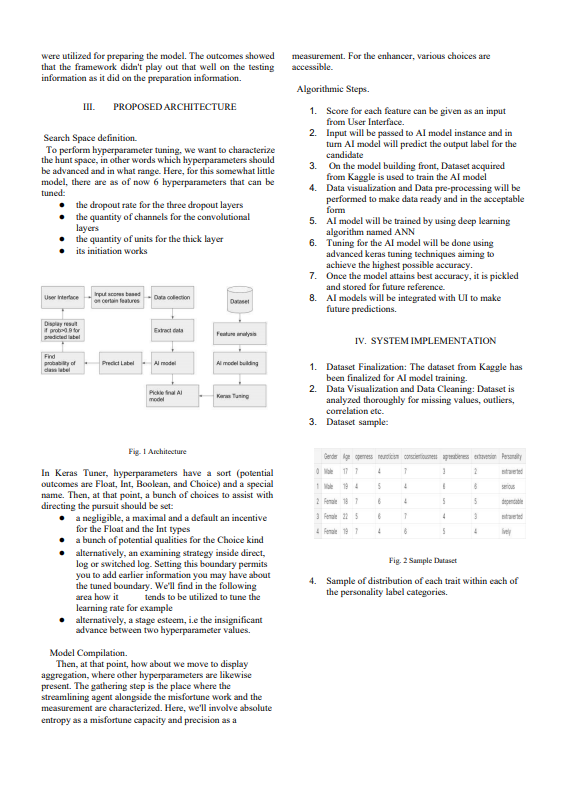 were utilized for preparing the model. The outcomes showed
that the framework didn't play out that well on the testing
information as it did on the preparation information.
III. PROPOSED ARCHITECTURE
Search Space definition.
To perform hyperparameter tuning, we want to characterize
the hunt space, in other words which hyperparameters should
be advanced and in what range. Here, for this somewhat little
model, there are as of now 6 hyperparameters that can be
tuned:
● the dropout rate for the three dropout layers
● the quantity of channels for the convolutional
layers
● the quantity of units for the thick layer
● its initiation works
User Interface
Input scores based
on certain features
Data collection
Dataset
Display result
if prob>0.9 for
predicted label
Extract data
Feature analysis
Find
probability of
class label
Predict Label
AI model
AI model building
Pickle final AI
model
Keras Tuning
Fig. 1 Architecture
In Keras Tuner, hyperparameters have a sort (potential
outcomes are Float, Int, Boolean, and Choice) and a special
name. Then, at that point, a bunch of choices to assist with
directing the pursuit should be set:
● a negligible, a maximal and a default an incentive
for the Float and the Int types
● a bunch of potential qualities for the Choice kind
● alternatively, an examining strategy inside direct,
log or switched log. Setting this boundary permits
you to add earlier information you may have about
the tuned boundary. We'll find in the following
area how it tends to be utilized to tune the
learning rate for example
● alternatively, a stage esteem, i.e the insignificant
advance between two hyperparameter values.
Model Compilation.
Then, at that point, how about we move to display
aggregation, where other hyperparameters are likewise
present. The gathering step is the place where the
streamlining agent alongside the misfortune work and the
measurement are characterized. Here, we'll involve absolute
entropy as a misfortune capacity and precision as a
measurement. For the enhancer, various choices are
accessible.
Algorithmic Steps.
1. Score for each feature can be given as an input
from User Interface.
2. Input will be passed to AI model instance and in
turn AI model will predict the output label for the
candidate
3. On the model building front, Dataset acquired
from Kaggle is used to train the AI model
4. Data visualization and Data pre-processing will be
performed to make data ready and in the acceptable
form
5. AI model will be trained by using deep learning
algorithm named ANN
6. Tuning for the AI model will be done using
advanced keras tuning techniques aiming to
achieve the highest possible accuracy.
7. Once the model attains best accuracy, it is pickled
and stored for future reference.
8. AI models will be integrated with UI to make
future predictions.
IV. SYSTEM IMPLEMENTATION
1. Dataset Finalization: The dataset from Kaggle has
been finalized for AI model training.
2. Data Visualization and Data Cleaning: Dataset is
analyzed thoroughly for missing values, outliers,
correlation etc.
3. Dataset sample:
Gender Age openness neuroticism conscientiousness agreeableness extraversion Personality
0 Male 17 7 4 7 3 2 extraverted
1 Male 19 4 5 4 6 6 serious
2 Female 18 7 6 4 5 5 dependable
3 Female 22 5 6 7 4 3 extraverted
4 Female 19 7 4 6 5 4 lively
Fig. 2 Sample Dataset
4. Sample of distribution of each trait within each of
the personality label categories.